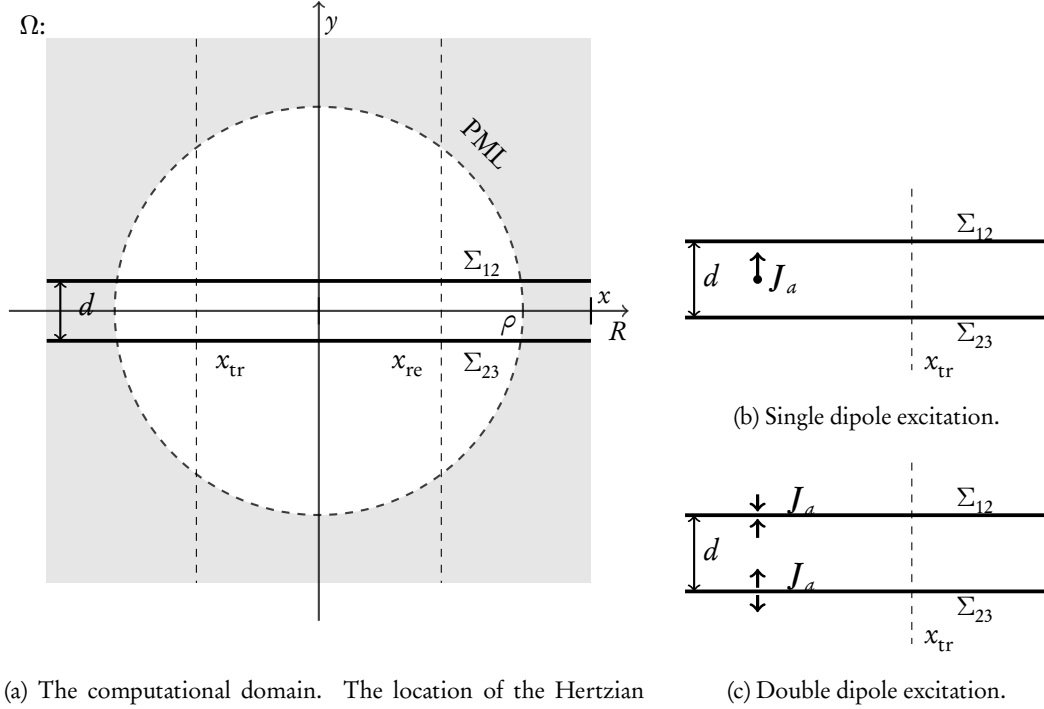 Ω:
y
PML
Σ12
d
x
ρ
R
x_tr
x_re
Σ23
(a) The computational domain. The location of the Hertzian
Σ12
d
J_a
Σ23
x_tr
(b) Single dipole excitation.
J_a
Σ12
d
J_a
Σ23
x_tr
(c) Double dipole excitation.